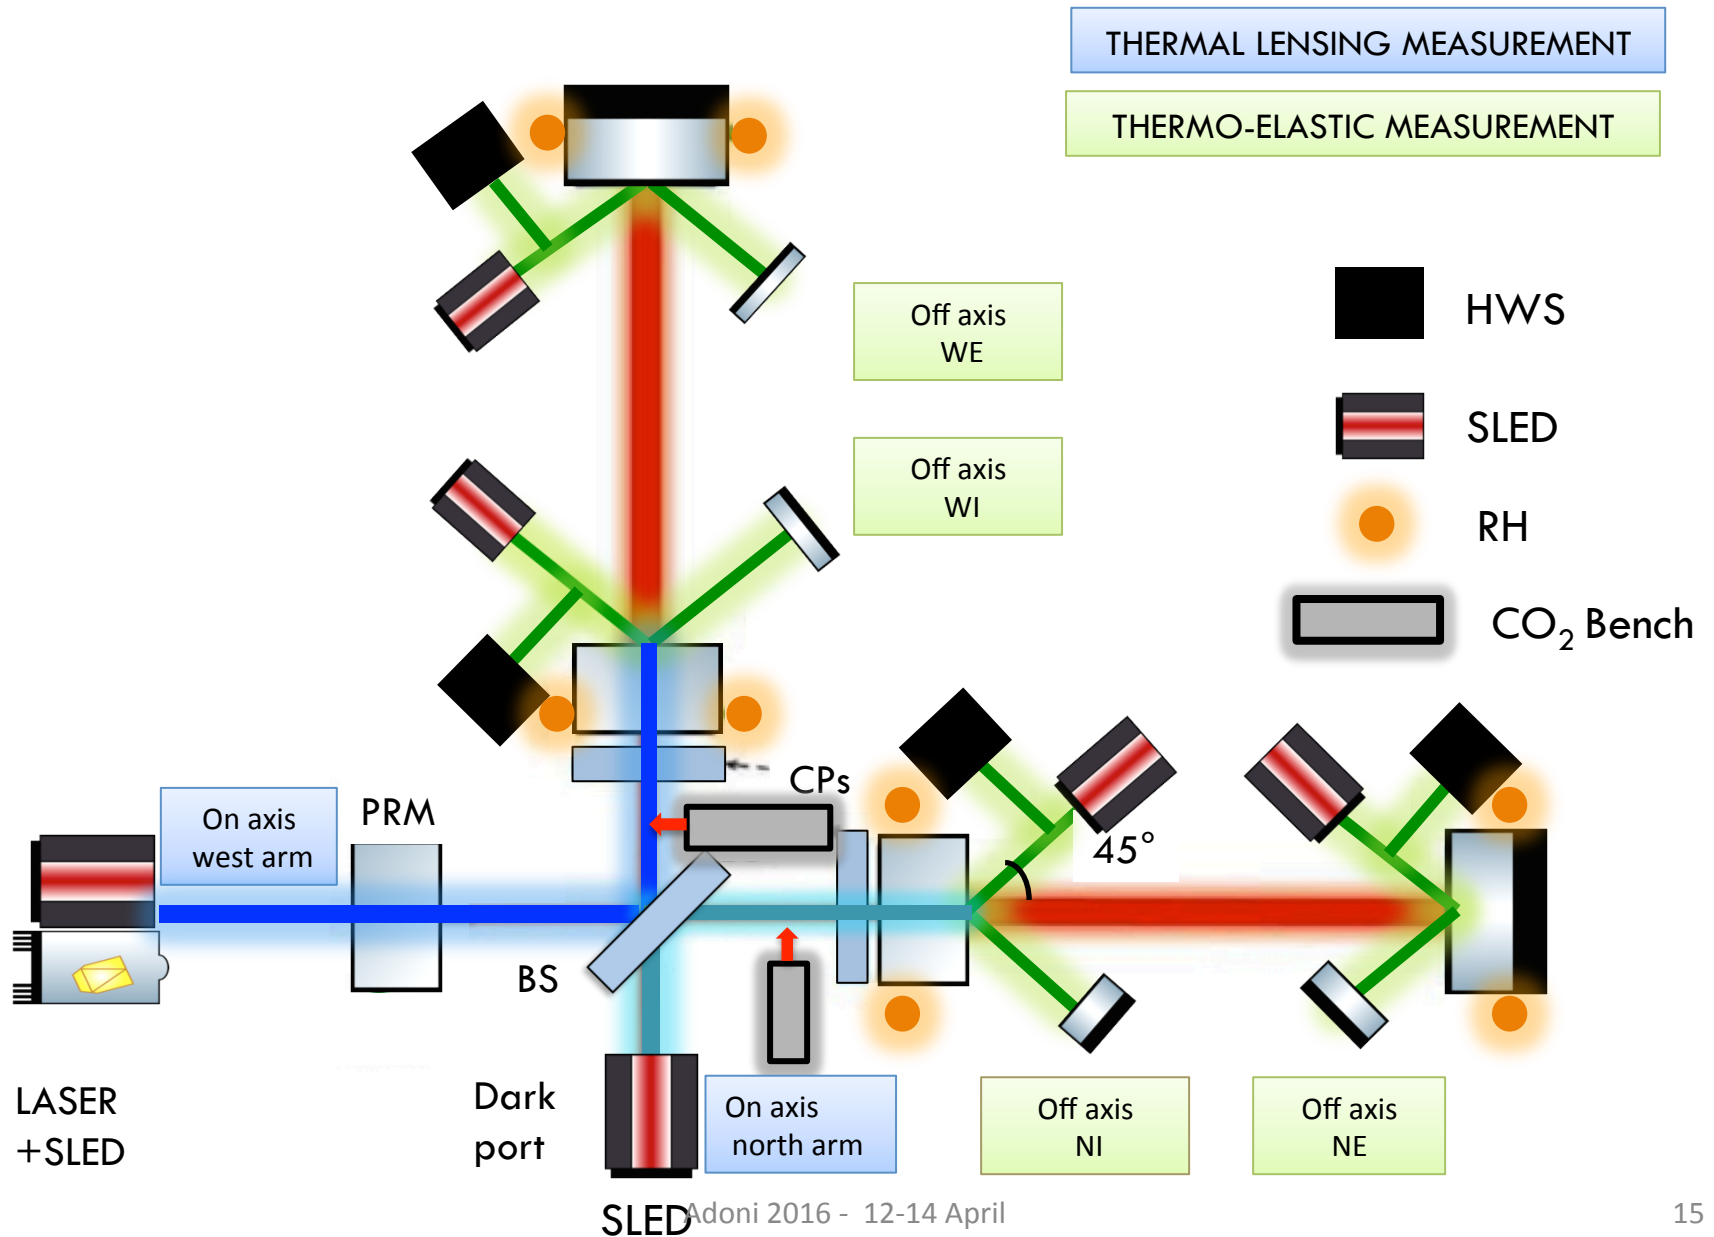 THERMAL LENSING MEASUREMENT
THERMO-ELASTIC MEASUREMENT
Off axis
WE
HWS
SLED
Off axis
WI
RH
CO₂ Bench
CPs
On axis
west arm
PRM
45°
BS
LASER
+SLED
Dark
port
On axis
north arm
Off axis
NI
Off axis
NE
SLED
Adoni 2016 - 12-14 April
15